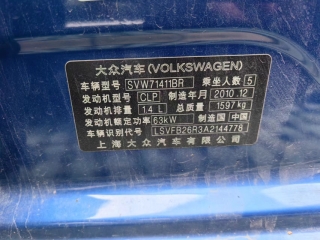 大众汽车(VOLKSWAGEN)
车辆型号 SVW71411BR 乘坐人数 5
发动机型号 CLP 制造年月 2010.12
发动机排量 1.4 L 总质量 1597kg
发动机额定功率 63kW 制造国 中国
车辆识别代号 LSVFB26R3A2144778
上海大众汽车有限公司